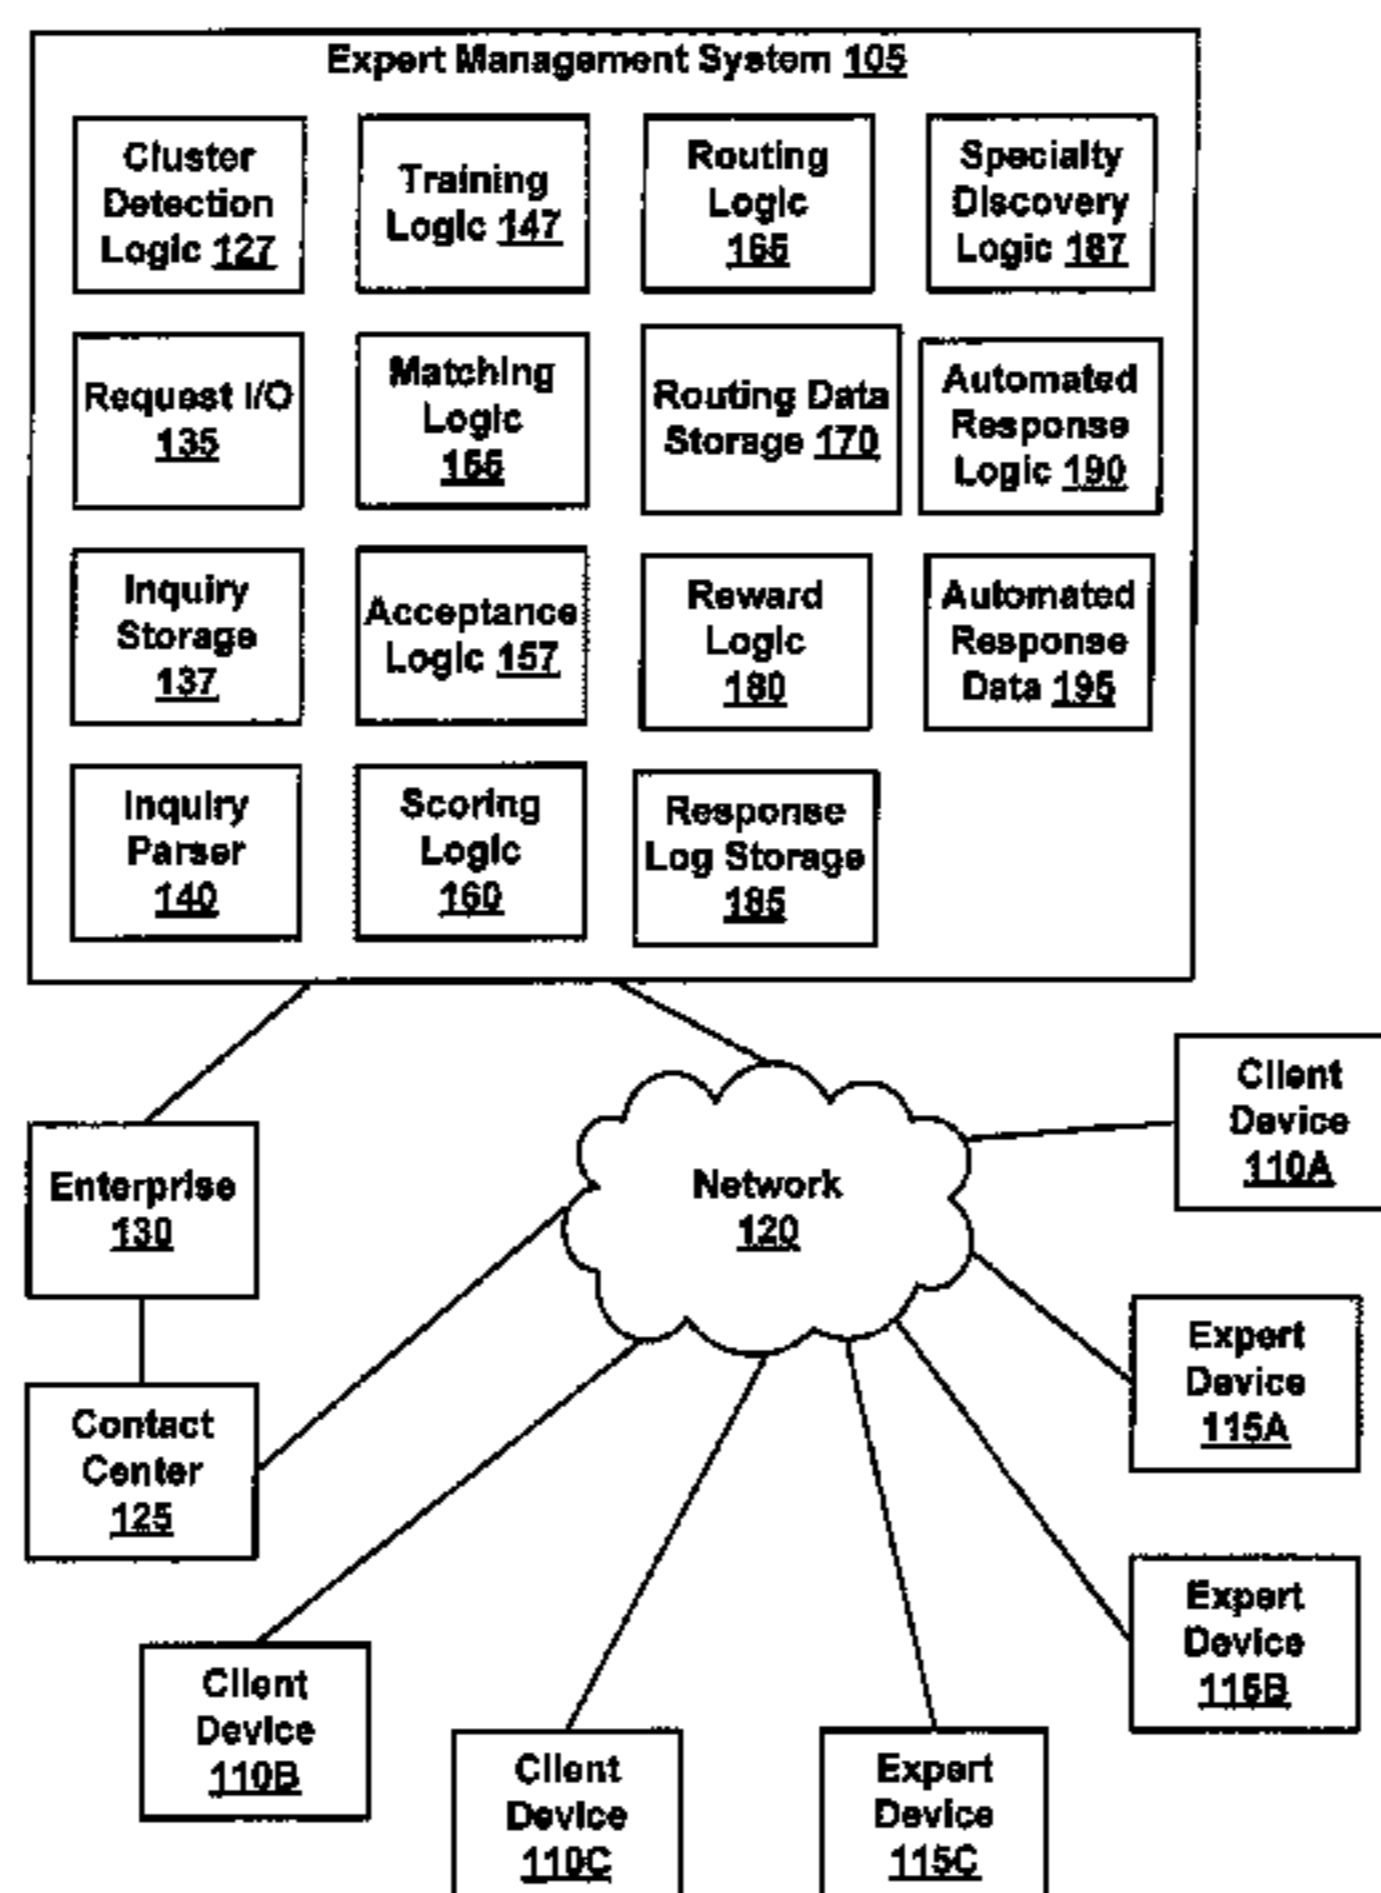 Expert Management System 105
Cluster
Detection
Logic 127
Training
Logic 147
Routing
Logic
165
Specialty
Discovery
Logic 187
Request I/O
135
Matching
Logic
155
Routing Data
Storage 170
Automated
Response
Logic 190
Inquiry
Storage
137
Acceptance
Logic 157
Reward
Logic
180
Automated
Response
Data 195
Inquiry
Parser
140
Scoring
Logic
160
Response
Log Storage
185
Client
Device
110A
Enterprise
130
Network
120
Expert
Device
115A
Contact
Center
125
Expert
Device
115B
Client
Device
110B
Client
Device
110C
Expert
Device
115C